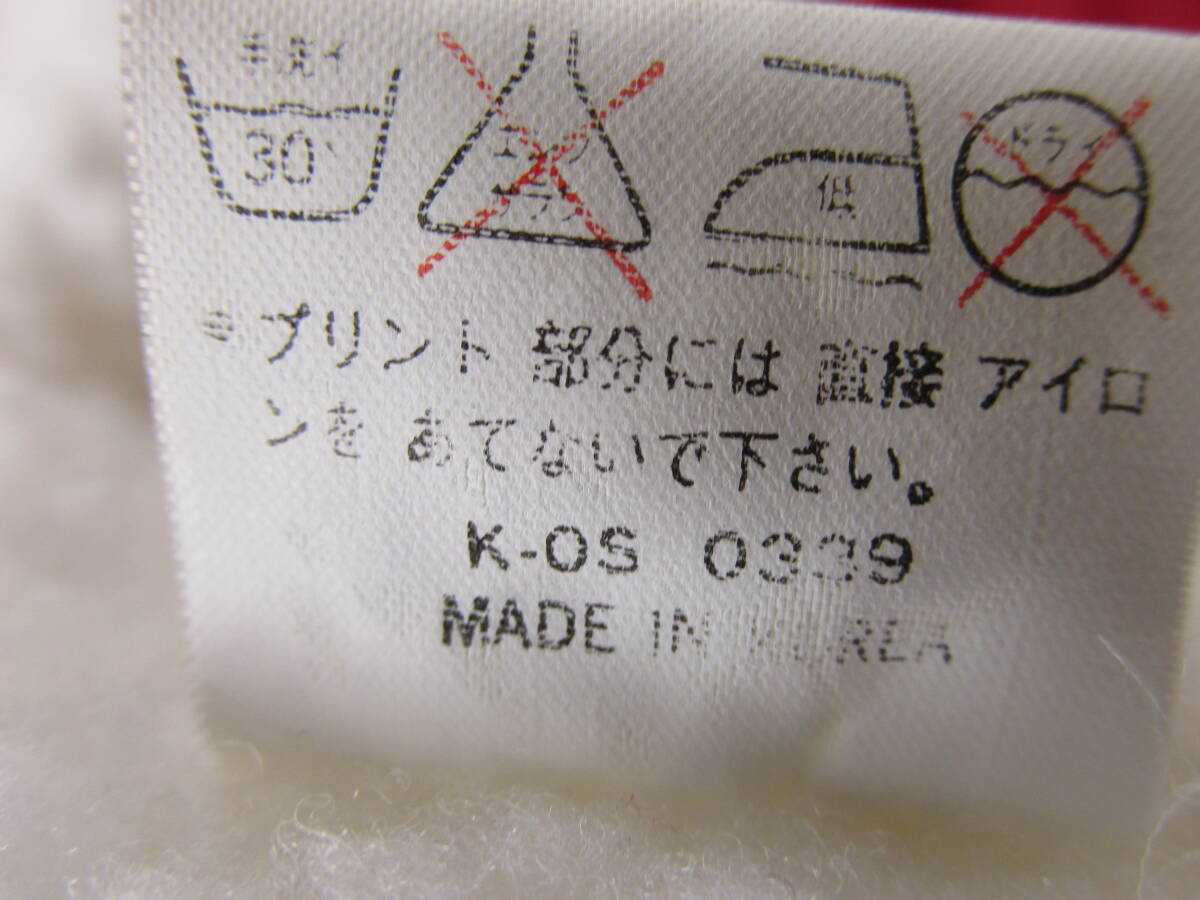 手洗イ
30
エンソ
サラシ
低
ドライ
※プリント部分には直接アイロ
ンをあてないで下さい。
K-OS 0339
MADE IN KOREA